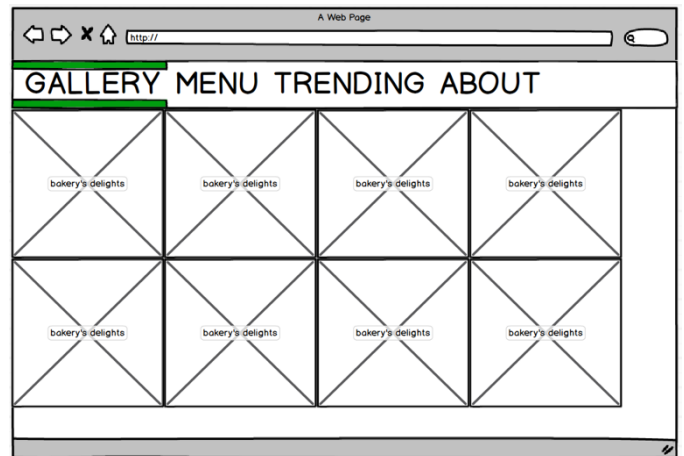 A Web Page
http://
GALLERY MENU TRENDING ABOUT
bakery's delights bakery's delights bakery's delights bakery's delights
bakery's delights bakery's delights bakery's delights bakery's delights